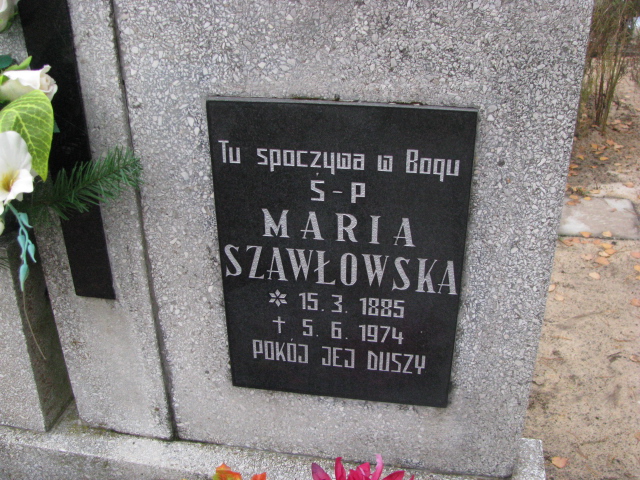 Tu spoczywa w Bogu
Ś-P
MARIA
SZAWŁOWSKA
* 15. 3. 1885
† 5. 6. 1974
POKÓJ JEJ DUSZY